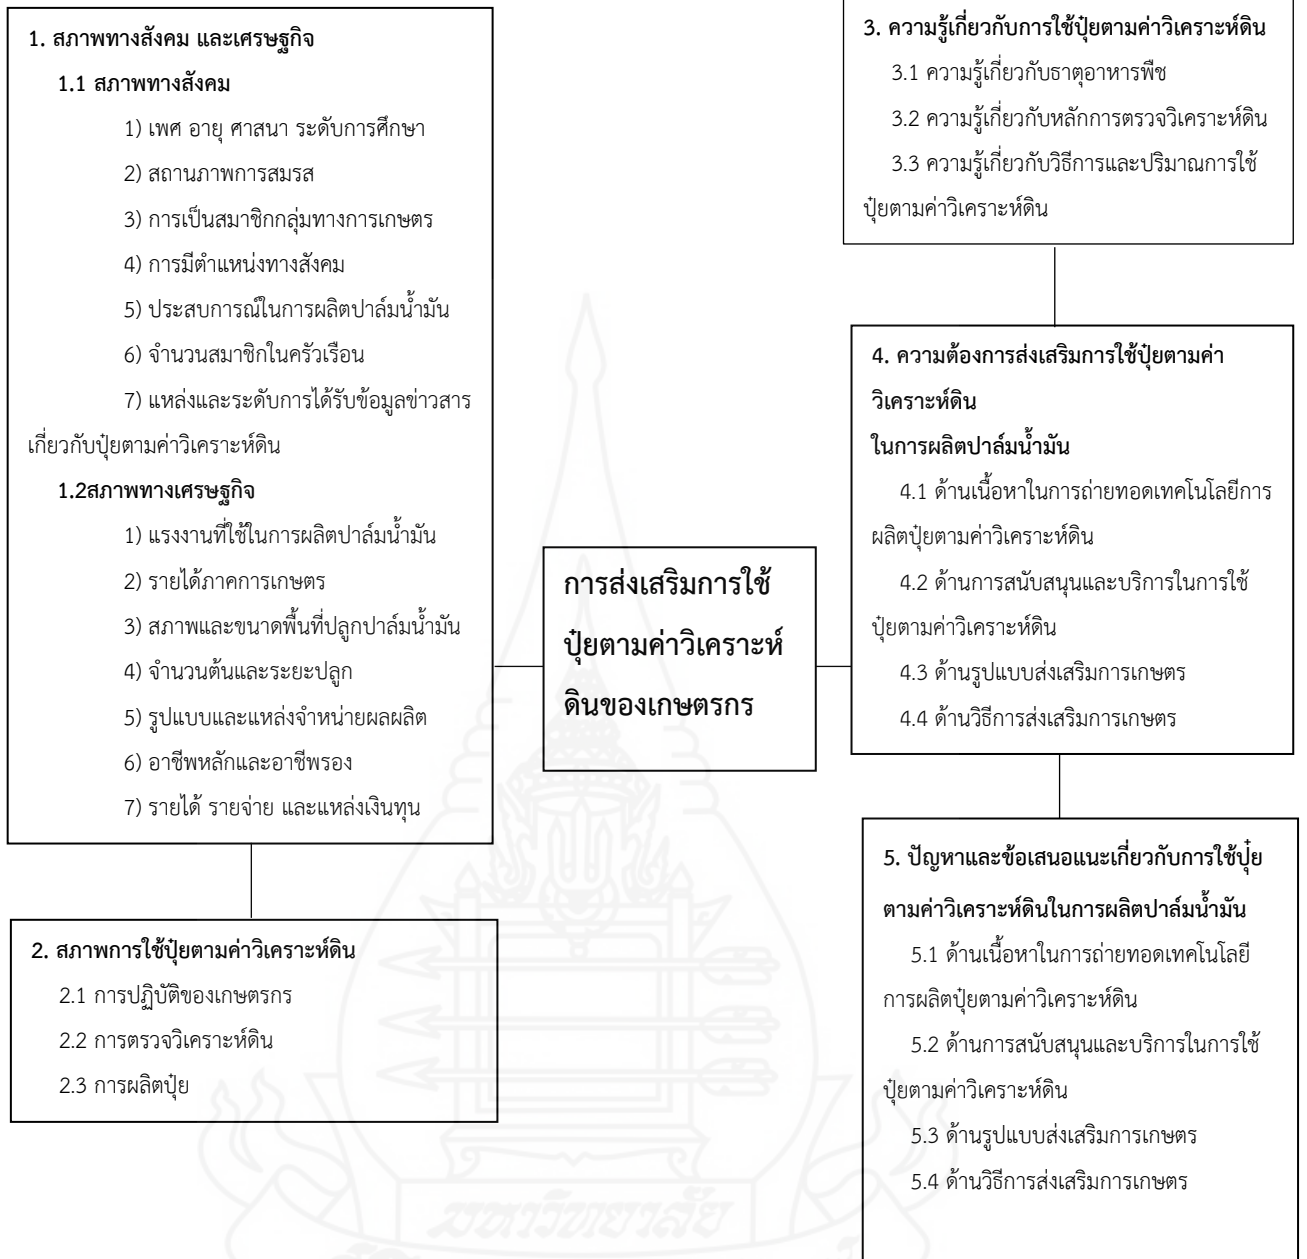 1. สภาพทางสังคม และเศรษฐกิจ
1.1 สภาพทางสังคม
1) เพศ อายุ ศาสนา ระดับการศึกษา
2) สถานภาพการสมรส
3) การเป็นสมาชิกกลุ่มทางการเกษตร
4) การมีตำแหน่งทางสังคม
5) ประสบการณ์ในการผลิตปาล์มน้ำมัน
6) จำนวนสมาชิกในครัวเรือน
7) แหล่งและระดับการได้รับข้อมูลข่าวสาร
เกี่ยวกับปุ๋ยตามค่าวิเคราะห์ดิน
1.2สภาพทางเศรษฐกิจ
1) แรงงานที่ใช้ในการผลิตปาล์มน้ำมัน
2) รายได้ภาคการเกษตร
3) สภาพและขนาดพื้นที่ปลูกปาล์มน้ำมัน
4) จำนวนต้นและระยะปลูก
5) รูปแบบและแหล่งจำหน่ายผลผลิต
6) อาชีพหลักและอาชีพรอง
7) รายได้ รายจ่าย และแหล่งเงินทุน
2. สภาพการใช้ปุ๋ยตามค่าวิเคราะห์ดิน
2.1 การปฏิบัติของเกษตรกร
2.2 การตรวจวิเคราะห์ดิน
2.3 การผลิตปุ๋ย
การส่งเสริมการใช้
ปุ๋ยตามค่าวิเคราะห์
ดินของเกษตรกร
3. ความรู้เกี่ยวกับการใช้ปุ๋ยตามค่าวิเคราะห์ดิน
3.1 ความรู้เกี่ยวกับธาตุอาหารพืช
3.2 ความรู้เกี่ยวกับหลักการตรวจวิเคราะห์ดิน
3.3 ความรู้เกี่ยวกับวิธีการและปริมาณการใช้
ปุ๋ยตามค่าวิเคราะห์ดิน
4. ความต้องการส่งเสริมการใช้ปุ๋ยตามค่า
วิเคราะห์ดิน
ในการผลิตปาล์มน้ำมัน
4.1 ด้านเนื้อหาในการถ่ายทอดเทคโนโลยีการ
ผลิตปุ๋ยตามค่าวิเคราะห์ดิน
4.2 ด้านการสนับสนุนและบริการในการใช้
ปุ๋ยตามค่าวิเคราะห์ดิน
4.3 ด้านรูปแบบส่งเสริมการเกษตร
4.4 ด้านวิธีการส่งเสริมการเกษตร
5. ปัญหาและข้อเสนอแนะเกี่ยวกับการใช้ปุ๋ย
ตามค่าวิเคราะห์ดินในการผลิตปาล์มน้ำมัน
5.1 ด้านเนื้อหาในการถ่ายทอดเทคโนโลยี
การผลิตปุ๋ยตามค่าวิเคราะห์ดิน
5.2 ด้านการสนับสนุนและบริการในการใช้
ปุ๋ยตามค่าวิเคราะห์ดิน
5.3 ด้านรูปแบบส่งเสริมการเกษตร
5.4 ด้านวิธีการส่งเสริมการเกษตร
มหาวิทยาลัย